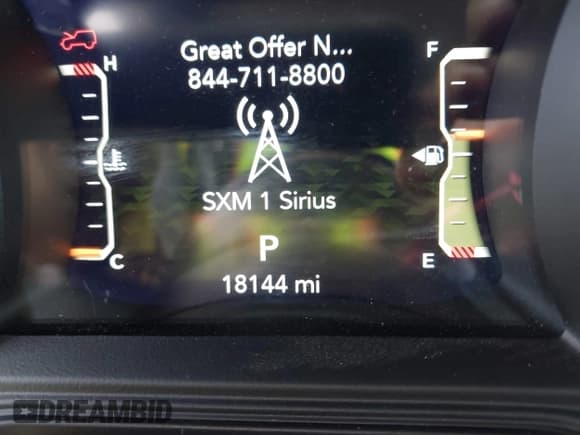 Great Offer N...
844-711-8800
H
F
SXM 1 Sirius
C
E
P
18144 mi
DREAMBID